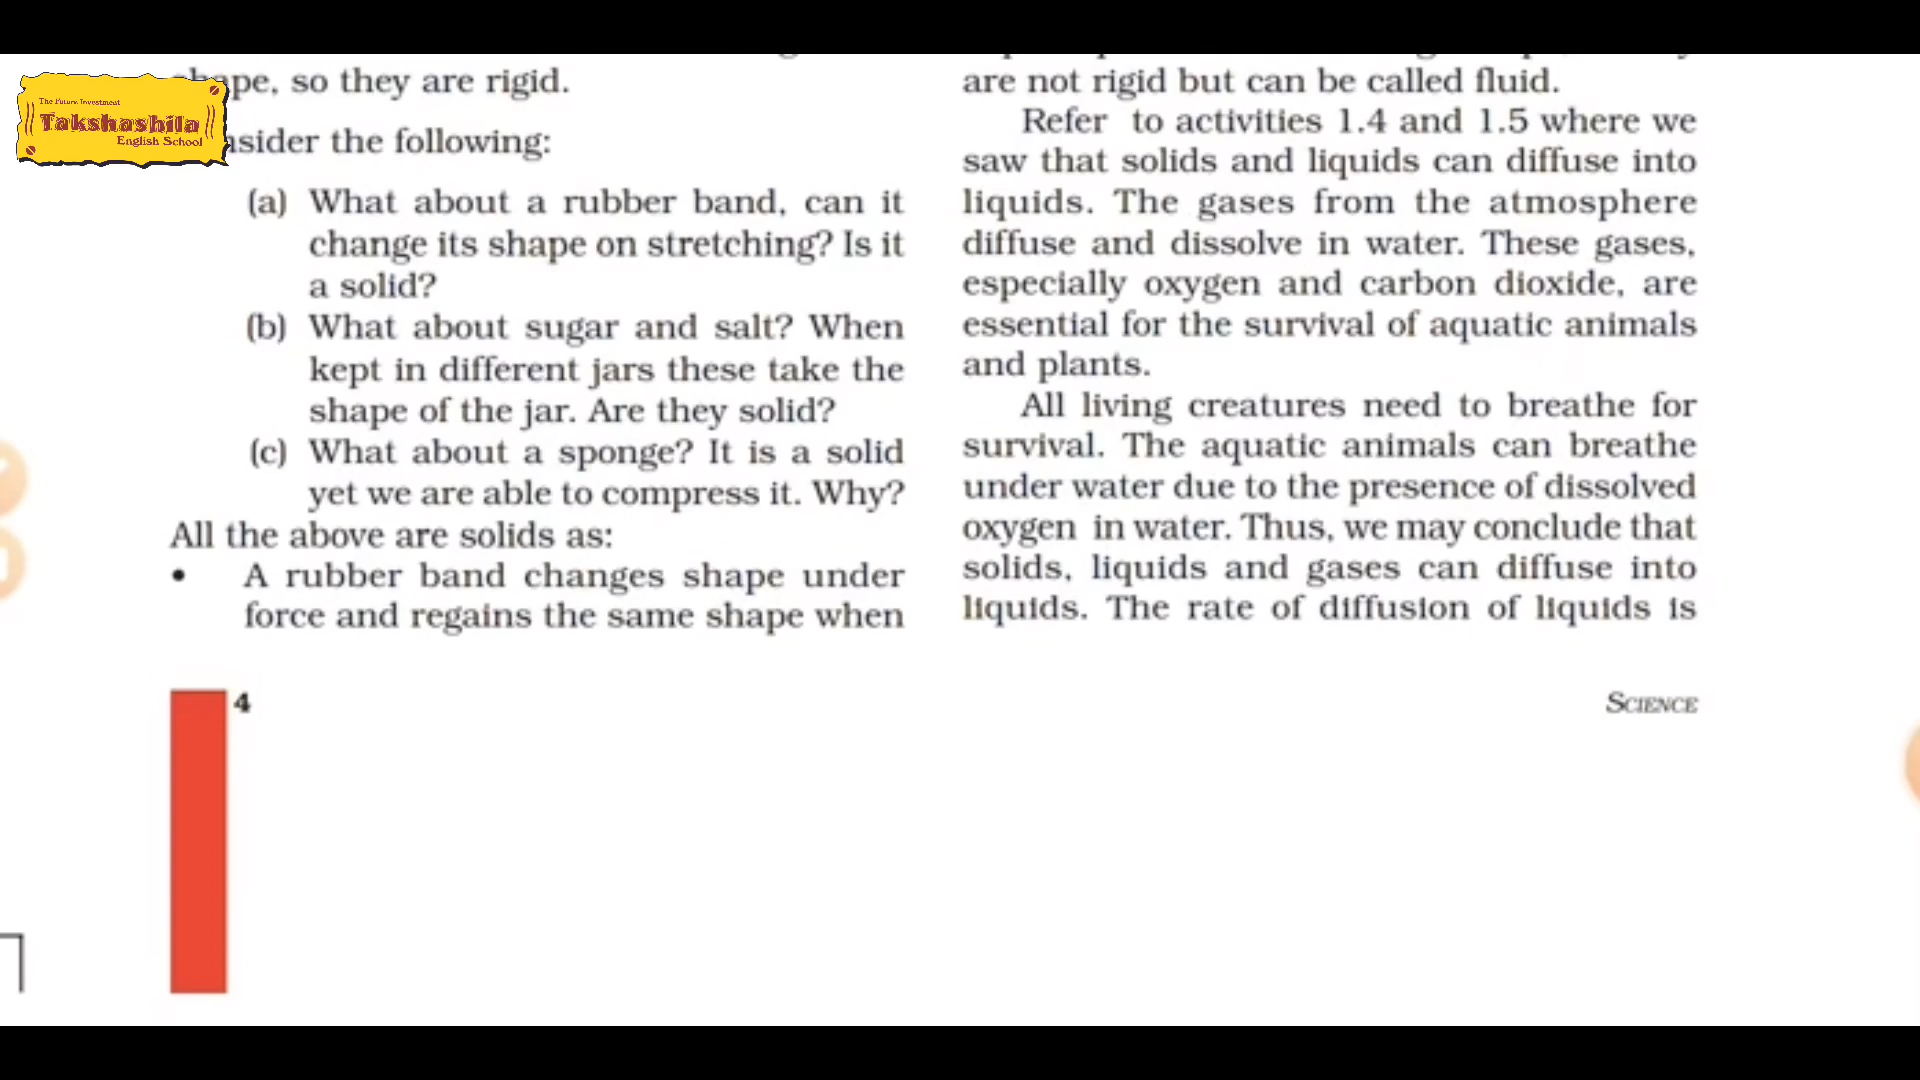 The Future Investment
Takshashila
English School
shape, so they are rigid.
nsider the following:
(a) What about a rubber band, can it
change its shape on stretching? Is it
a solid?
(b) What about sugar and salt? When
kept in different jars these take the
shape of the jar. Are they solid?
(c) What about a sponge? It is a solid
yet we are able to compress it. Why?
All the above are solids as:
• A rubber band changes shape under
force and regains the same shape when
4
are not rigid but can be called fluid.
Refer to activities 1.4 and 1.5 where we
saw that solids and liquids can diffuse into
liquids. The gases from the atmosphere
diffuse and dissolve in water. These gases,
especially oxygen and carbon dioxide, are
essential for the survival of aquatic animals
and plants.
All living creatures need to breathe for
survival. The aquatic animals can breathe
under water due to the presence of dissolved
oxygen in water. Thus, we may conclude that
solids, liquids and gases can diffuse into
liquids. The rate of diffusion of liquids is
SCIENCE